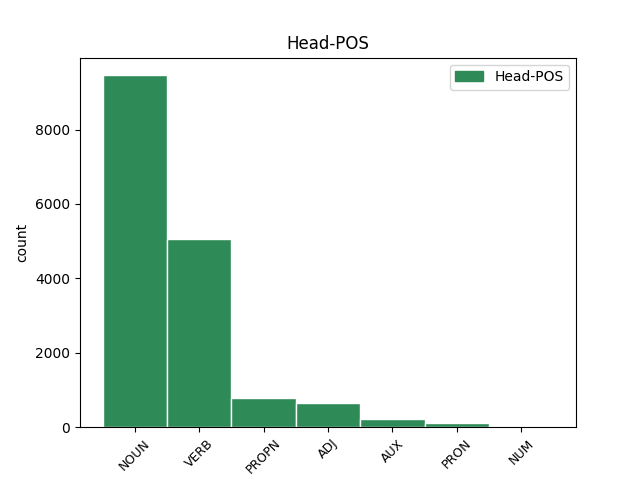 Head-POS
Head-POS
count
8000
6000
4000
2000
0
NOUN
VERB
PROPN
ADJ
AUX
PRON
NUM